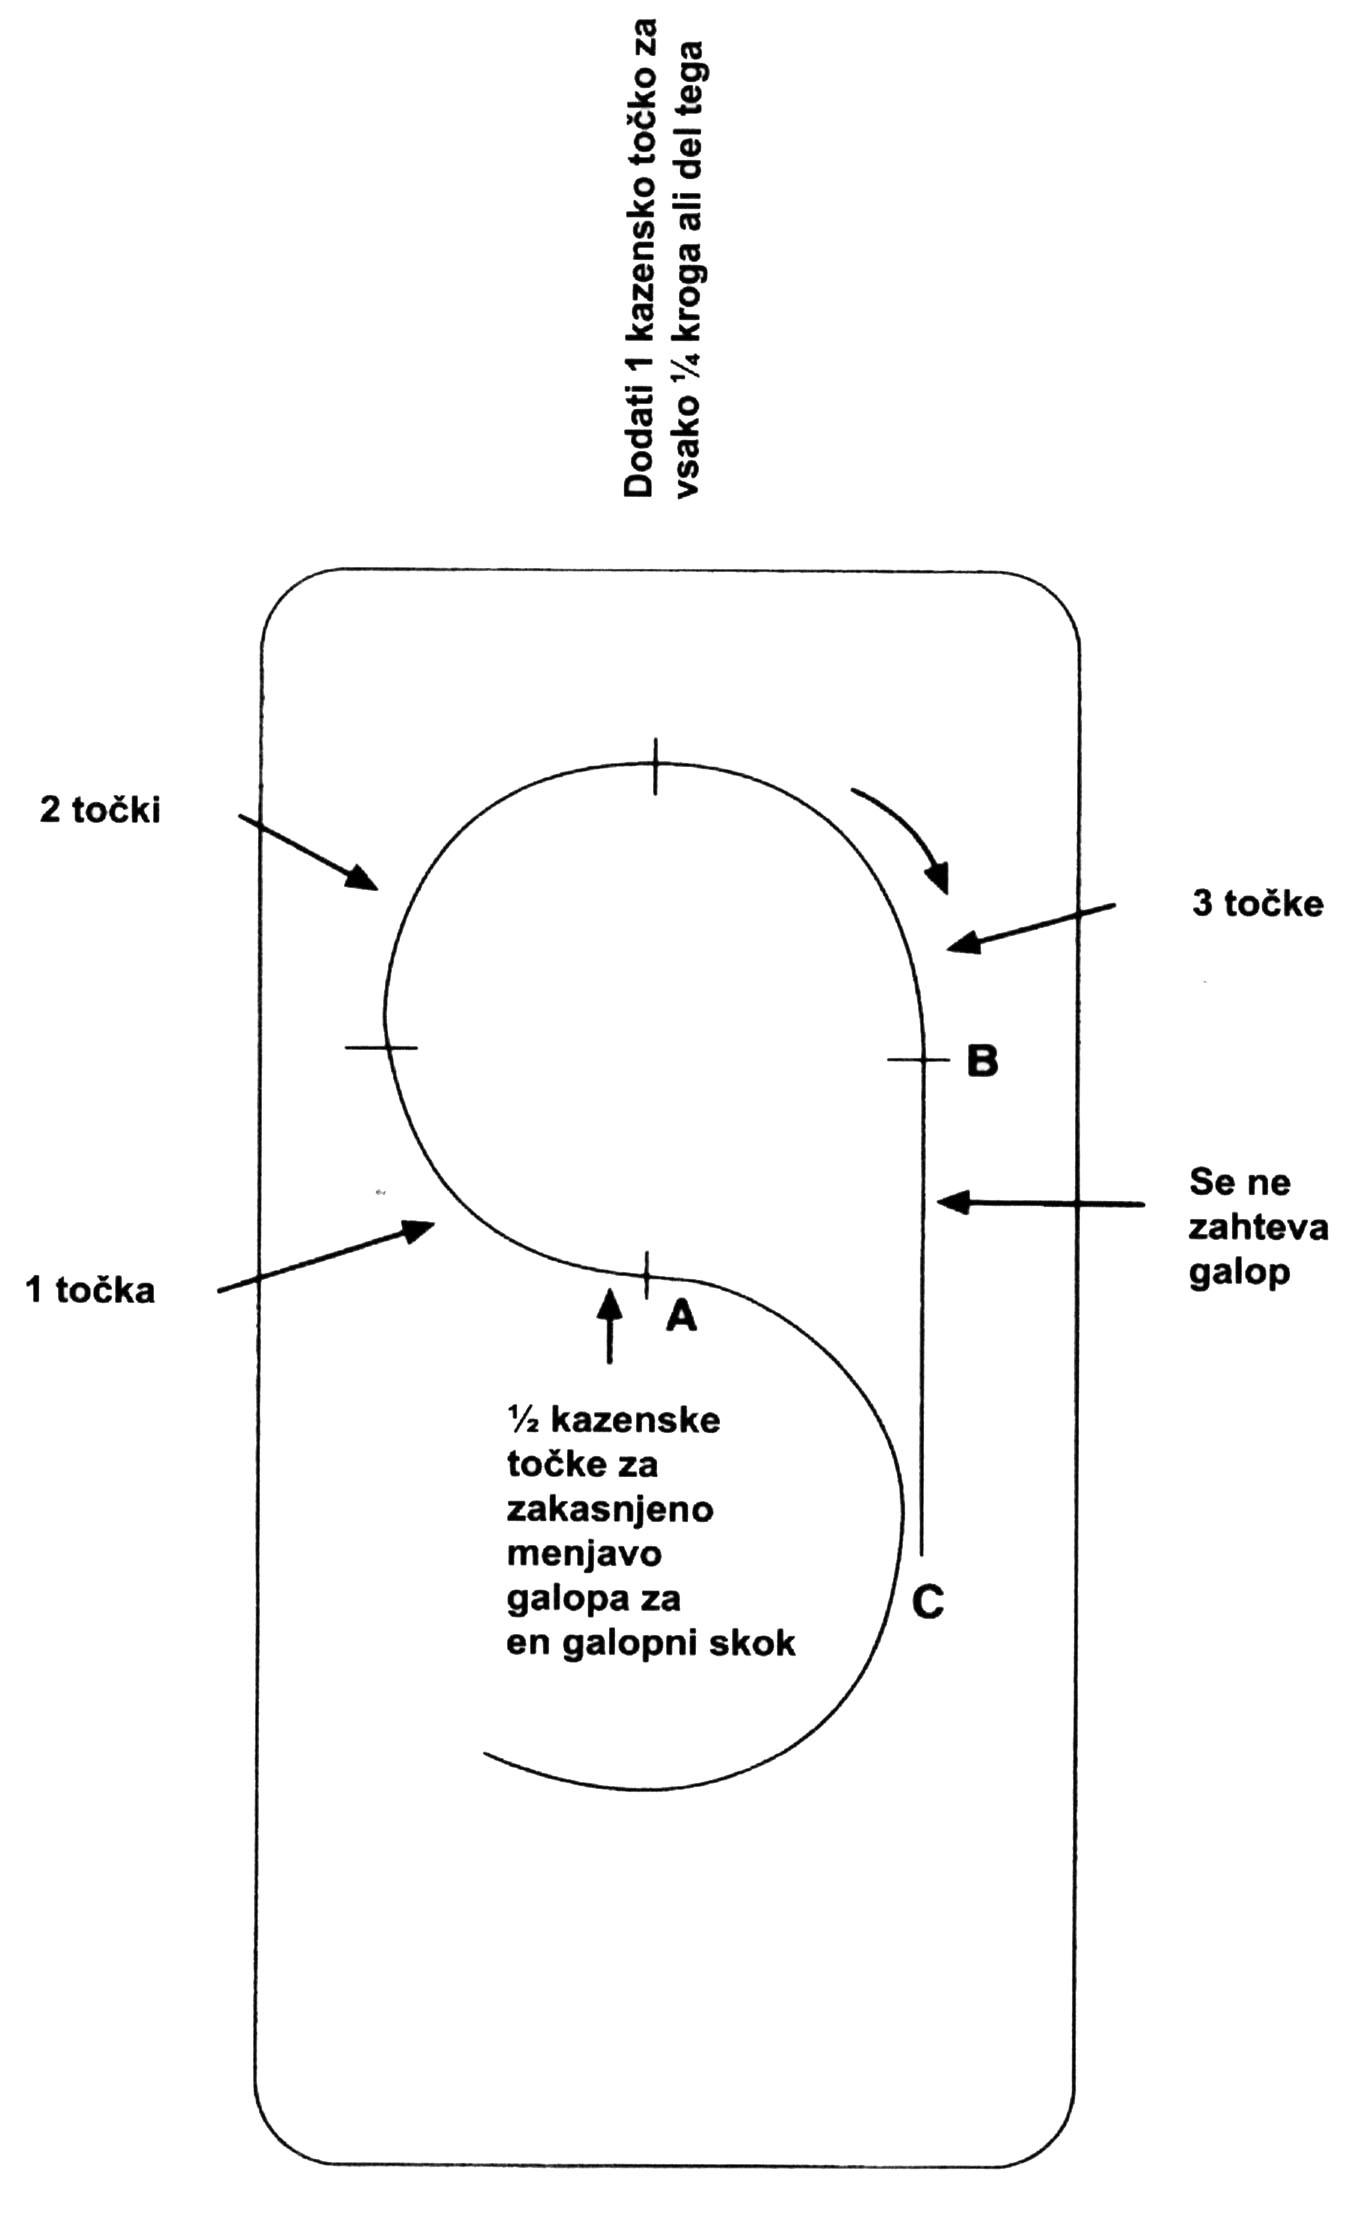 Dodati 1 kazensko točko za
vsako ¼ kroga ali del tega
2 točki
3 točke
B
Se ne
zahteva
galop
1 točka
A
½ kazenske
točke za
zakasnjeno
menjavo
galopa za
en galopni skok
C